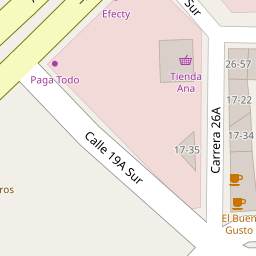 Sur
Efecty
Paga Todo
Tienda
Ana
26-57
17-22
17-34
Carrera 26A
Calle 19A Sur
17-35
ros
El Buen
Gusto